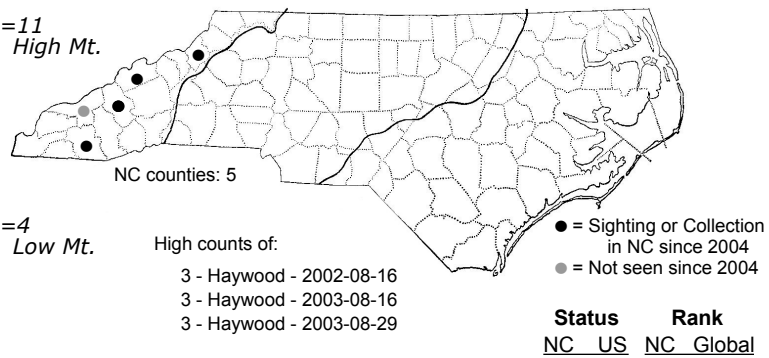 =11
High Mt.
NC counties: 5
=4
Low Mt.
High counts of:
3 - Haywood - 2002-08-16
3 - Haywood - 2003-08-16
3 - Haywood - 2003-08-29
= Sighting or Collection
in NC since 2004
= Not seen since 2004
Status Rank
NC US NC Global